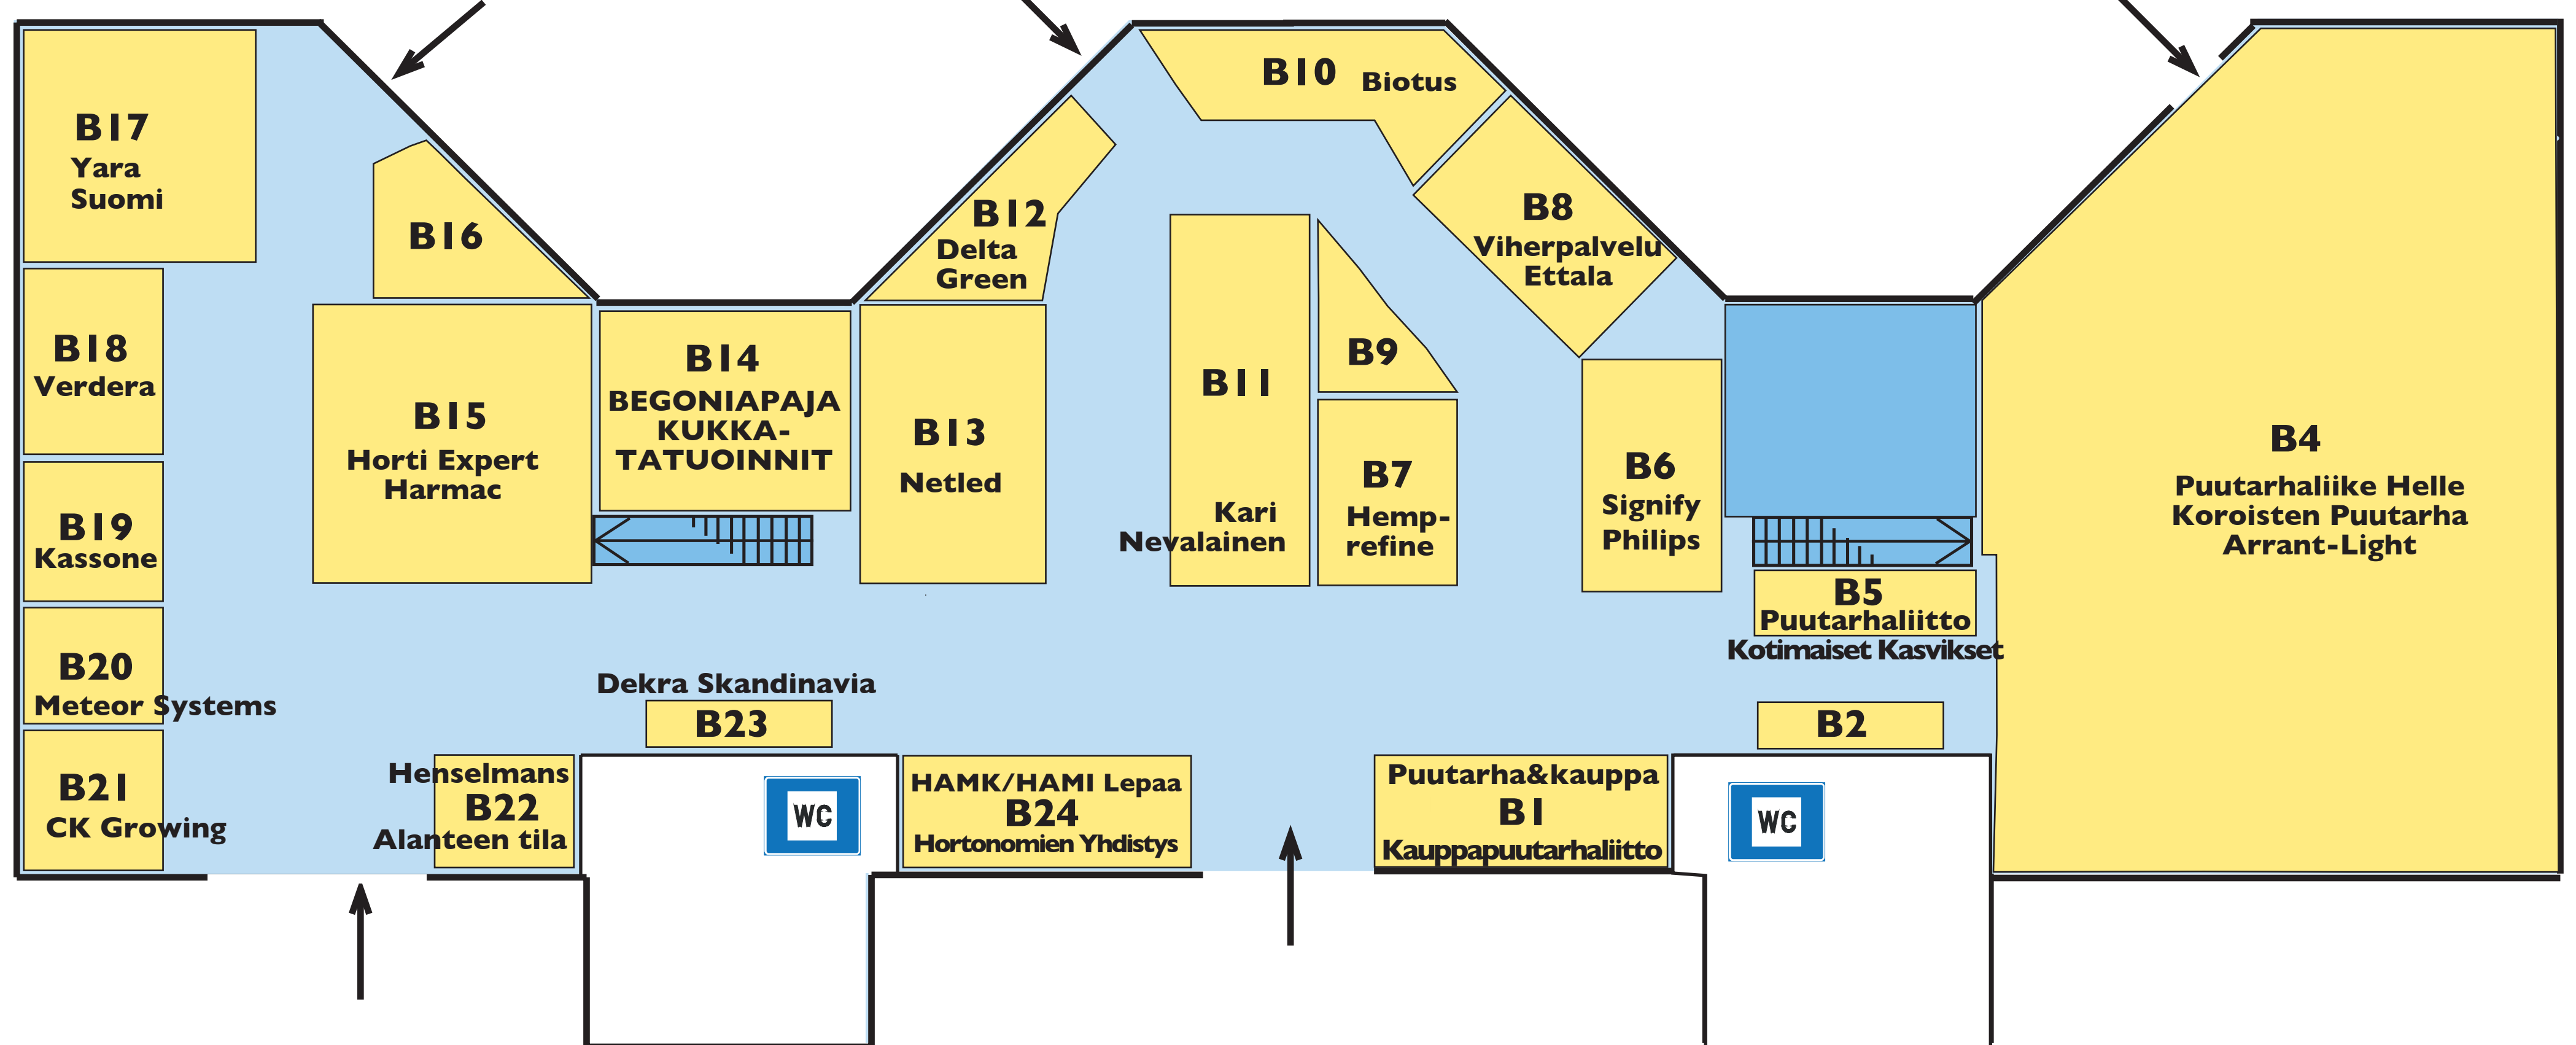 B17
Yara
Suomi
B16
B18
Verdera
B15
Horti Expert
Harmac
B14
BEGONIAPAJA
KUKKA-
TATUOINNIT
B12
Delta
Green
B13
Netled
B10 Biotus
B11
Kari
Nevalainen
B9
B7
Hemp-
refine
B8
Viherpalvelu
Ettala
B6
Signify
Philips
B4
Puutarhaliike Helle
Koroisten Puutarha
Arrant-Light
B5
Puutarhaliitto
Kotimaiset Kasvikset
B2
B19
Kassone
B20
Meteor Systems
B21
CK Growing
Henselmans
B22
Alanteen tila
Dekra Skandinavia
B23
WC
HAMK/HAMI Lepaa
B24
Hortonomien Yhdistys
Puutarha&kauppa
B1
Kauppapuutarhaliitto
WC